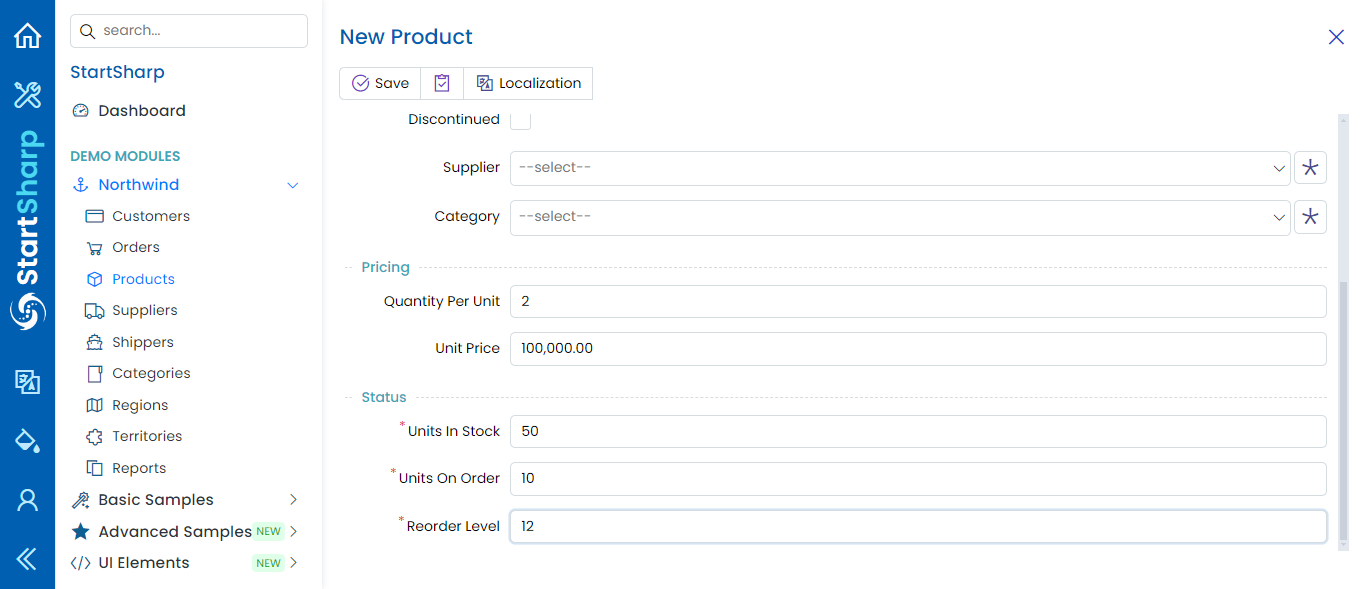 StartSharp
search...
StartSharp
Dashboard
DEMO MODULES
Northwind
Customers
Orders
Products
Suppliers
Shippers
Categories
Regions
Territories
Reports
Basic Samples
Advanced Samples NEW
UI Elements NEW
New Product
Save Localization
Discontinued
Supplier --select--
Category --select--
Pricing
Quantity Per Unit 2
Unit Price 100,000.00
Status
*Units In Stock 50
*Units On Order 10
*Reorder Level 12